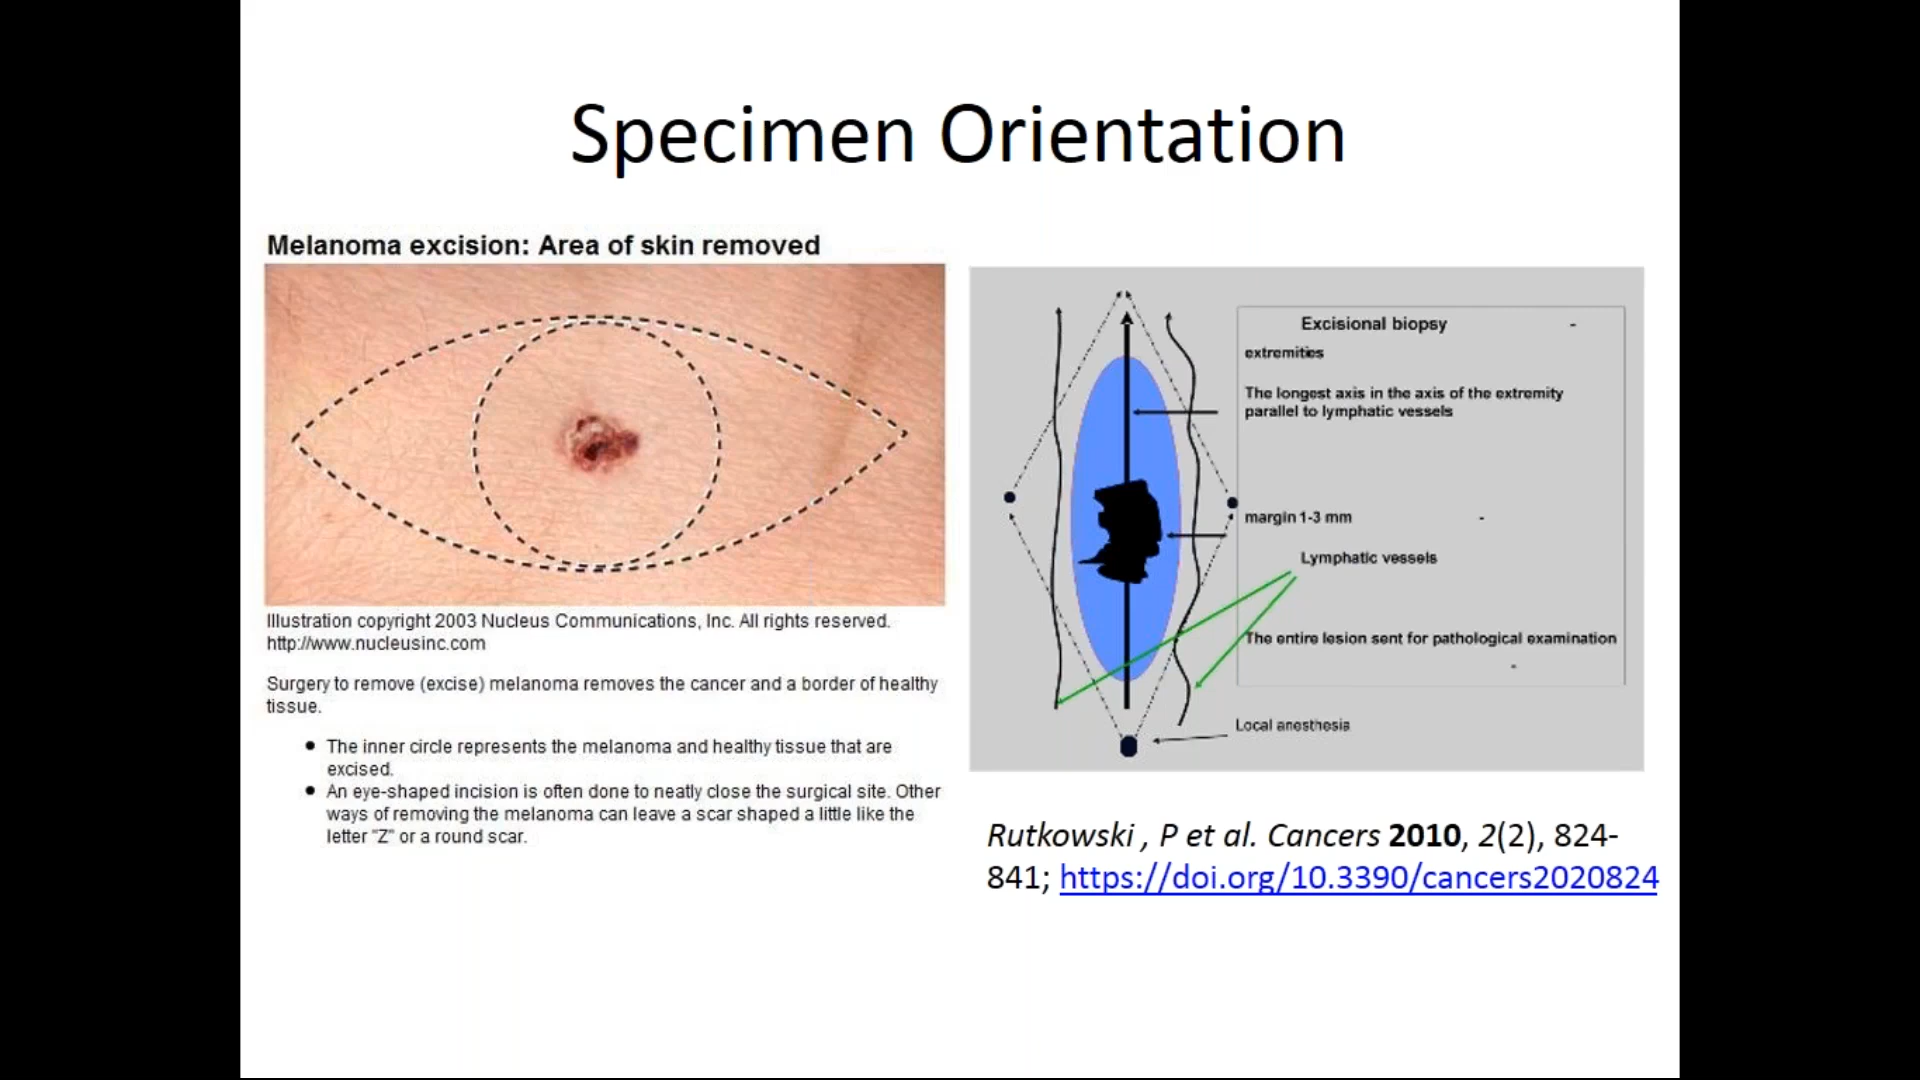 Specimen Orientation
Melanoma excision: Area of skin removed
Illustration copyright 2003 Nucleus Communications, Inc. All rights reserved.
http://www.nucleusinc.com
Surgery to remove (excise) melanoma removes the cancer and a border of healthy
tissue.
● The inner circle represents the melanoma and healthy tissue that are
excised.
● An eye-shaped incision is often done to neatly close the surgical site. Other
ways of removing the melanoma can leave a scar shaped a little like the
letter "Z" or a round scar.
Excisional biopsy -
extremities
The longest axis in the axis of the extremity
parallel to lymphatic vessels
margin 1-3 mm -
Lymphatic vessels
The entire lesion sent for pathological examination
-
Local anesthesia
Rutkowski , P et al. Cancers 2010, 2(2), 824-
841; https://doi.org/10.3390/cancers2020824